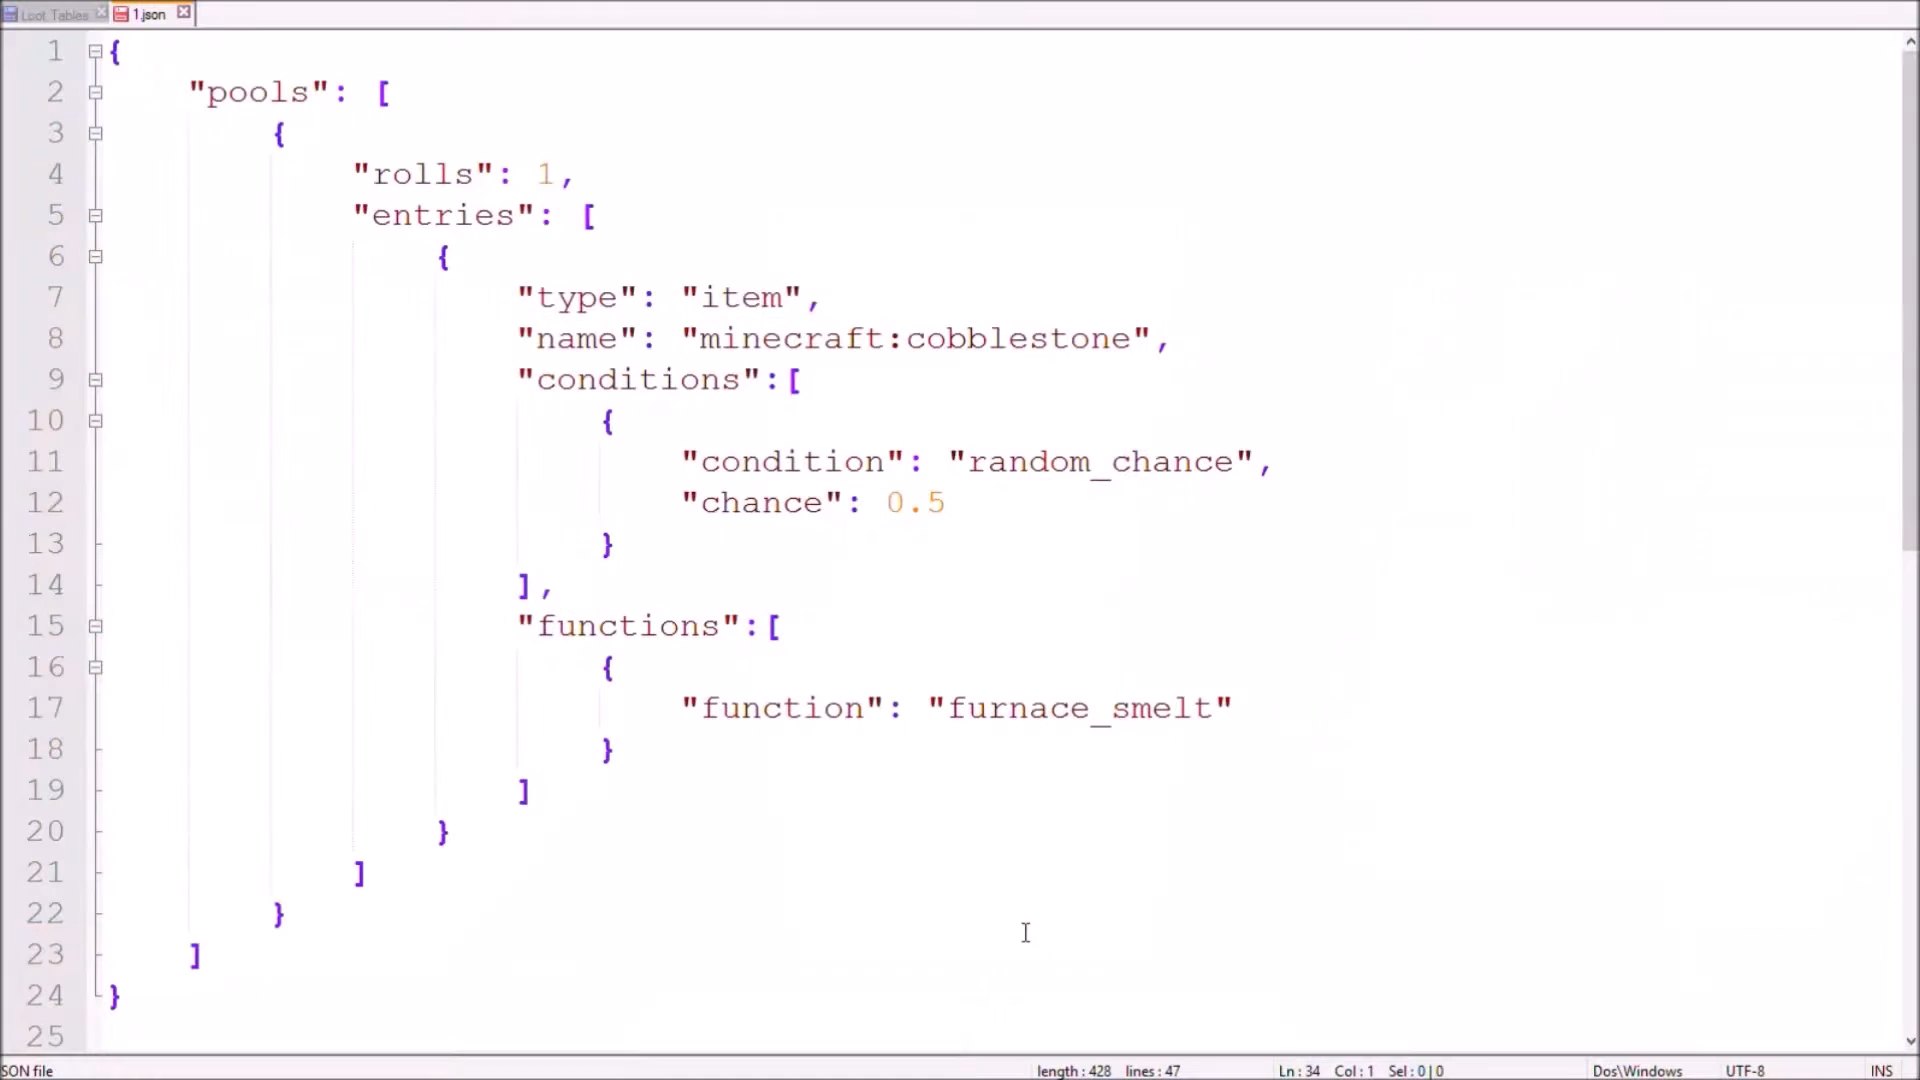 Loot Tables 1.json
1 {
2 "pools": [
3 {
4 "rolls": 1,
5 "entries": [
6 {
7 "type": "item",
8 "name": "minecraft:cobblestone",
9 "conditions":[
10 {
11 "condition": "random_chance",
12 "chance": 0.5
13 }
14 ],
15 "functions":[
16 {
17 "function": "furnace_smelt"
18 }
19 ]
20 }
21 ]
22 }
23 ]
24 }
25
SON file length : 428 lines : 47 Ln : 34 Col : 1 Sel : 0 | 0 Dos\Windows UTF-8 INS